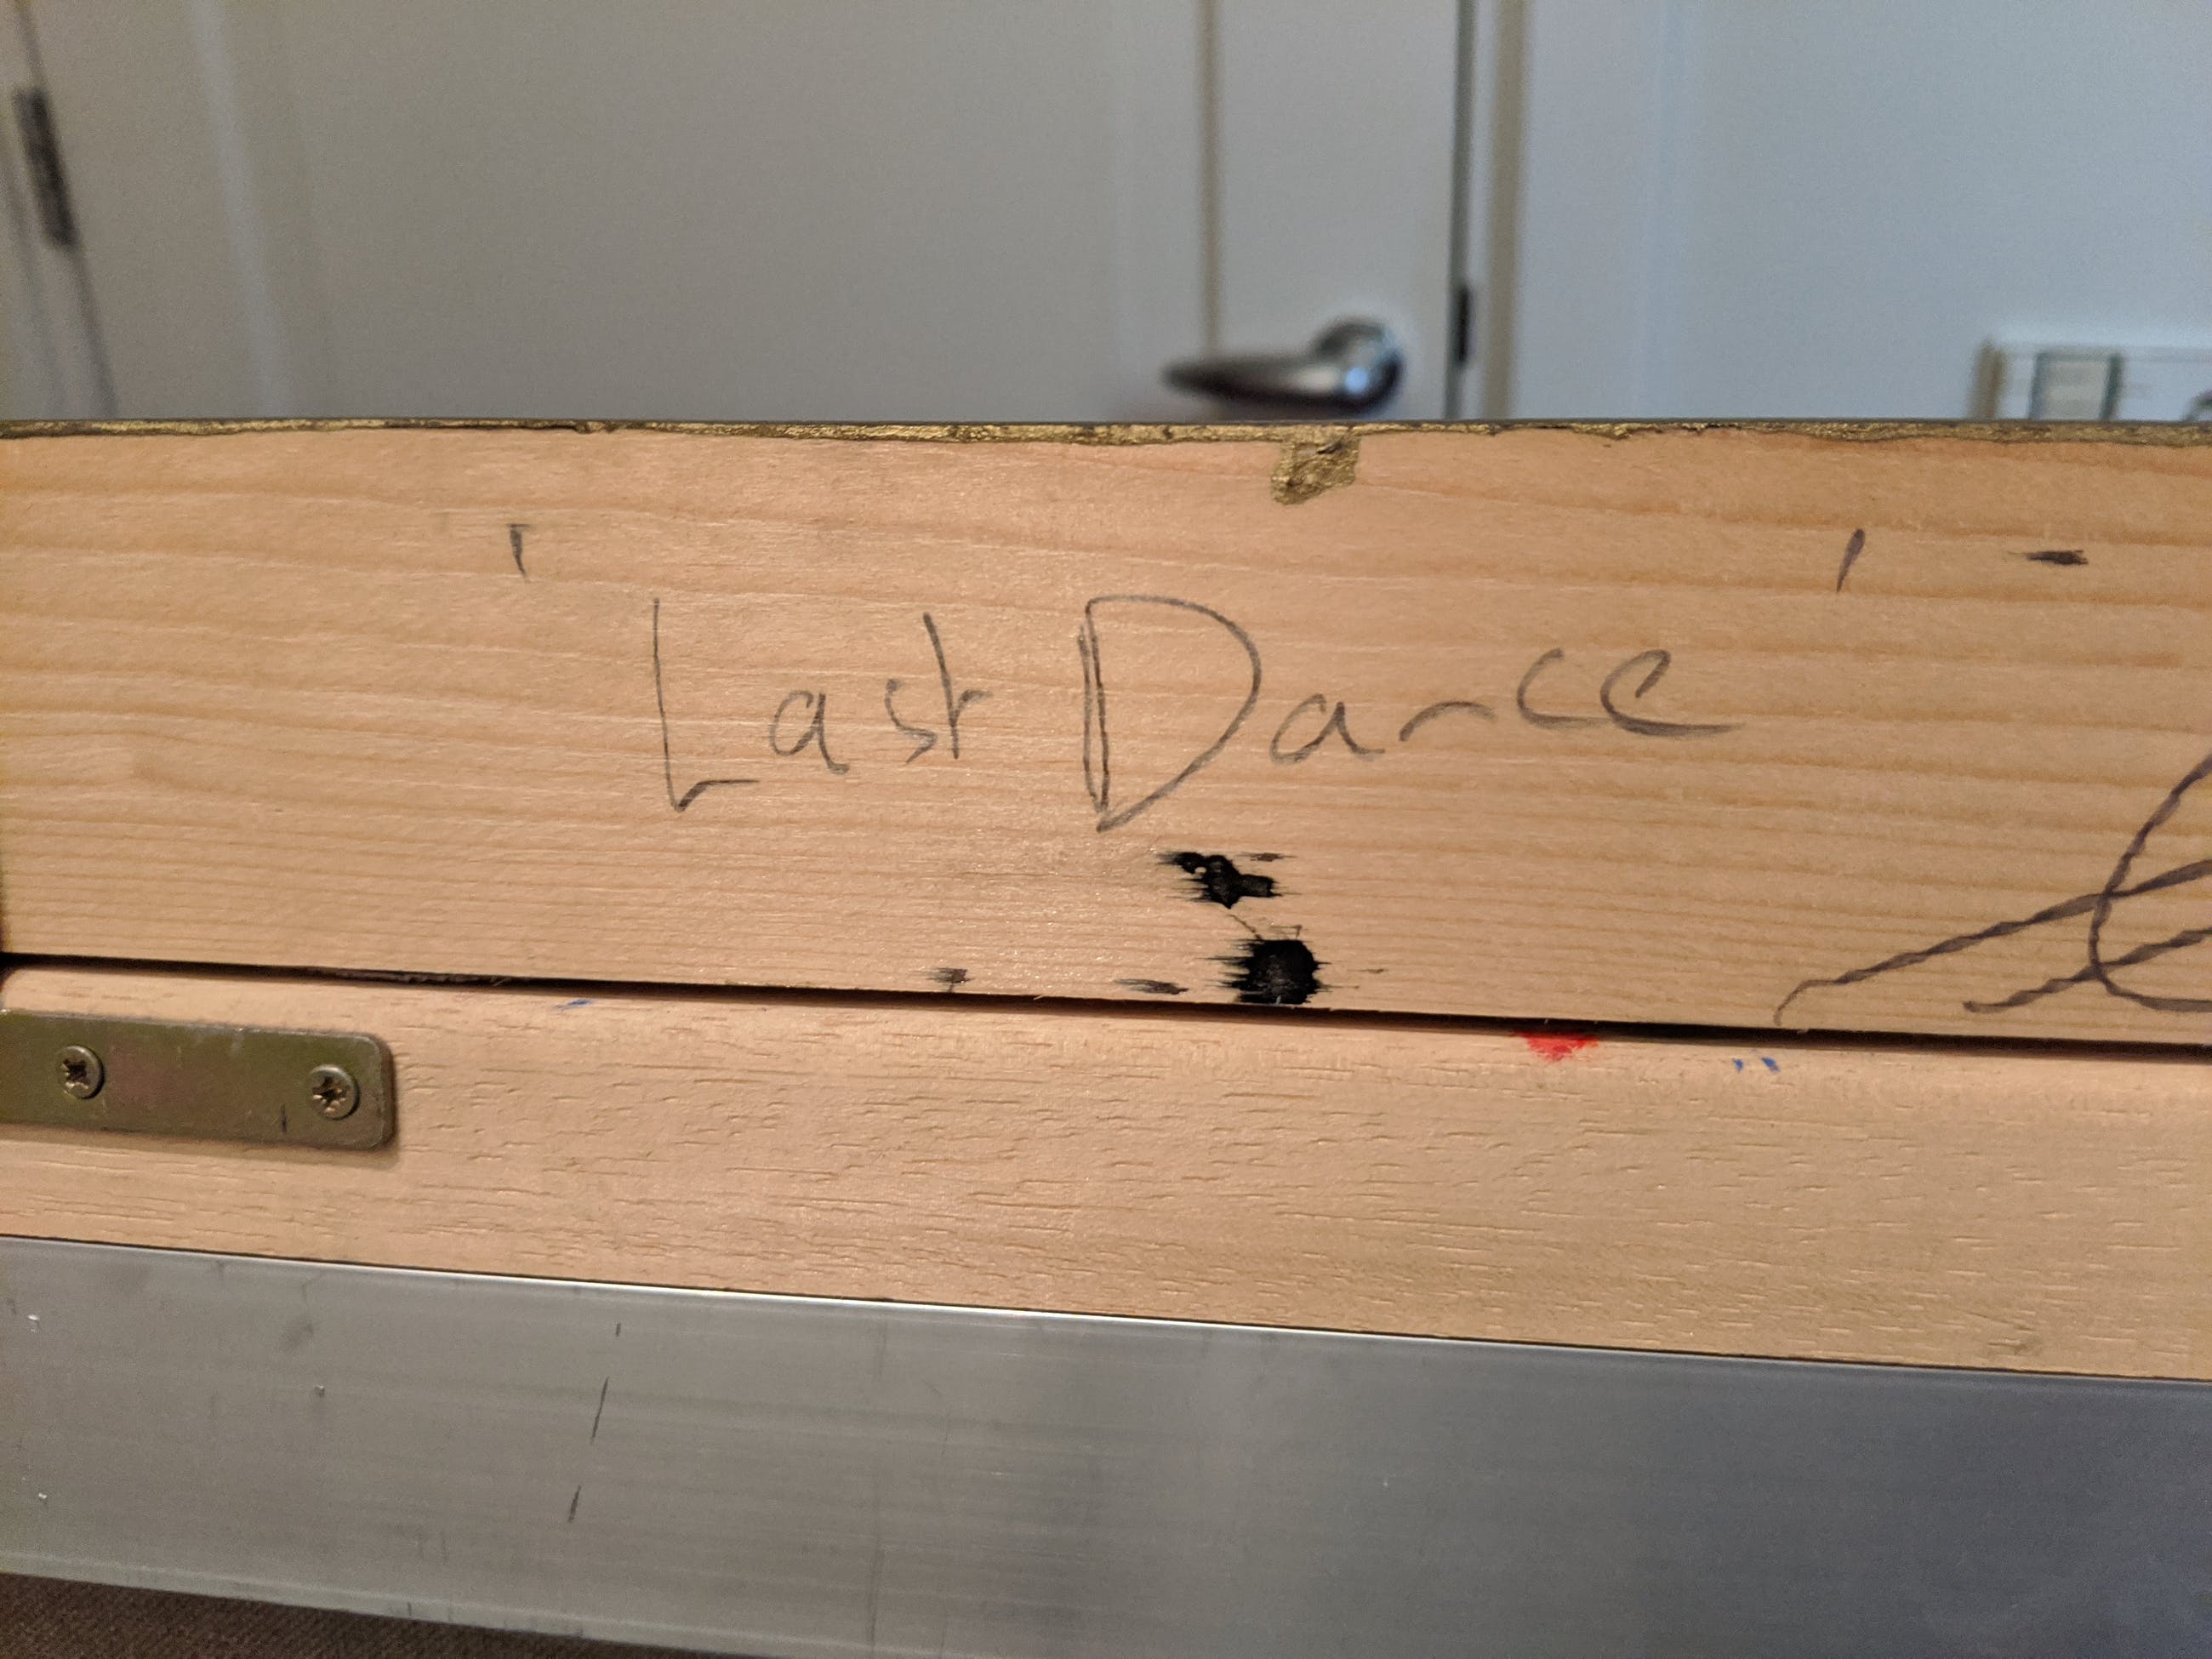 ' Last Dance '